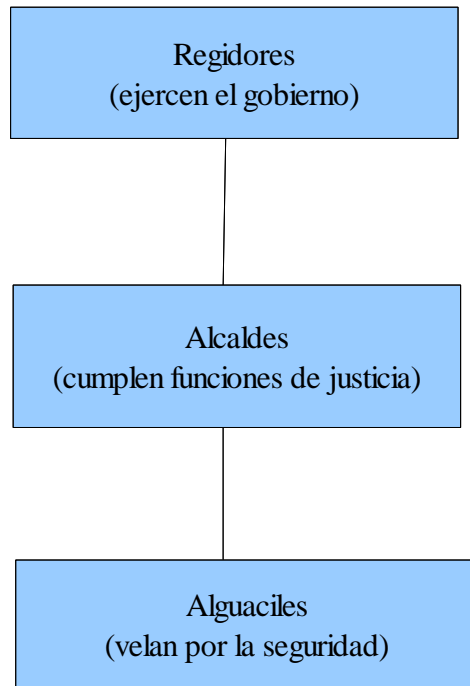 Regidores
(ejercen el gobierno)
Alcaldes
(cumplen funciones de justicia)
Alguaciles
(velan por la seguridad)